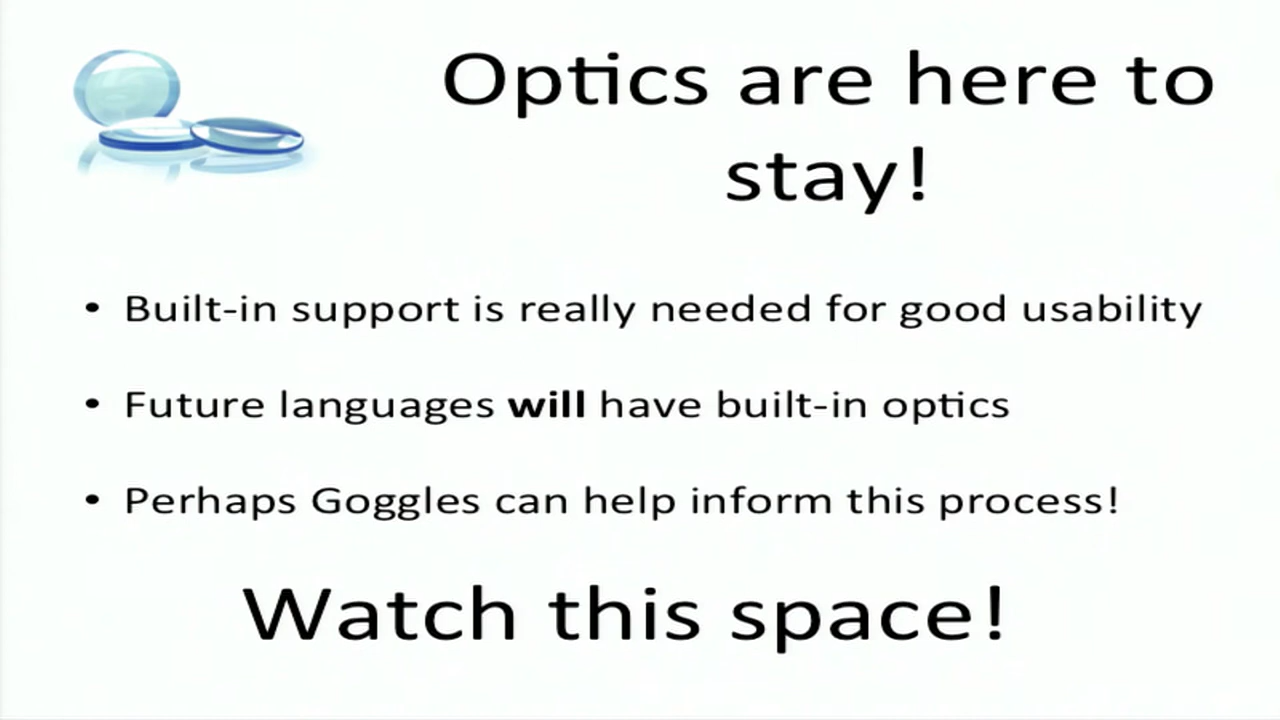 Optics are here to
stay!
• Built-in support is really needed for good usability
• Future languages will have built-in optics
• Perhaps Goggles can help inform this process!
Watch this space!